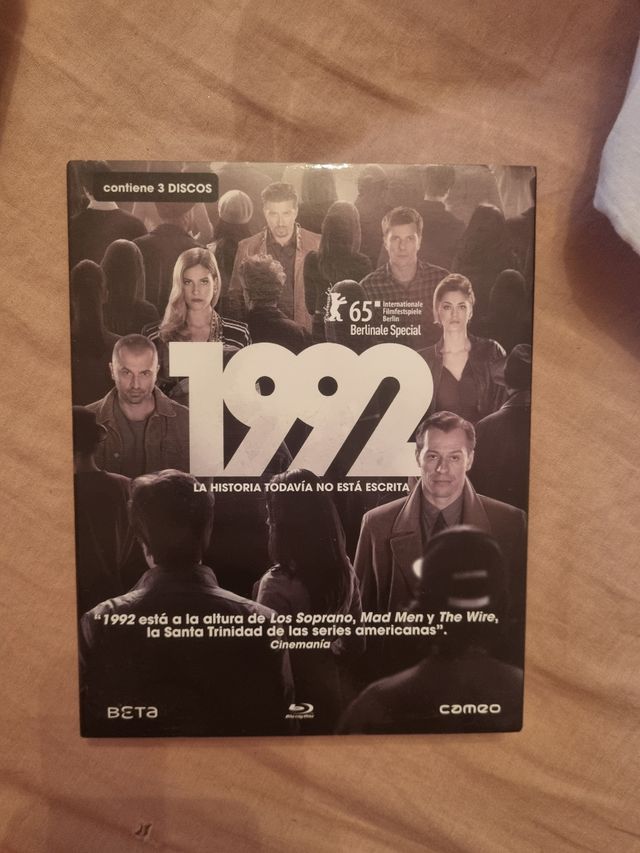 contiene 3 DISCOS
65
Internationale
Filmfestspiele
Berlin
Berlinale Special
1992
LA HISTORIA TODAVÍA NO ESTÁ ESCRITA
“1992 está a la altura de Los Soprano, Mad Men y The Wire,
la Santa Trinidad de las series americanas”.
Cinemanía
BETa
Blu-ray Disc
cameo